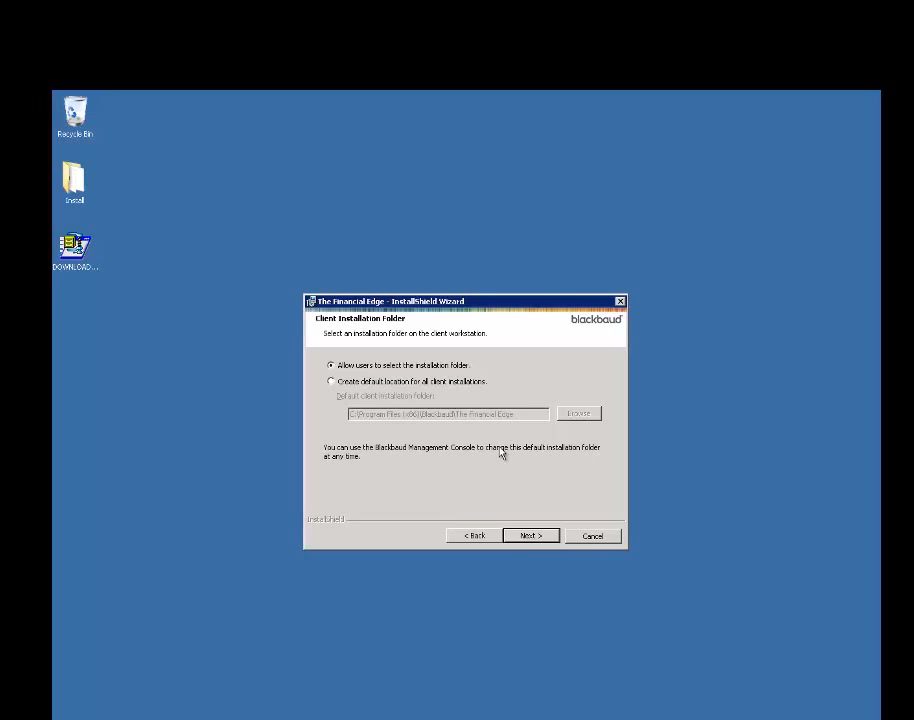 Recycle Bin
Install
DOWNLOAD...
The Financial Edge - InstallShield Wizard
Client Installation Folder
blackbaud
Select an installation folder on the client workstation.
Allow users to select the installation folder.
Create default location for all client installations.
Default client installation folder:
C:\Program Files (x86)\Blackbaud\The Financial Edge
Browse
You can use the Blackbaud Management Console to change this default installation folder
at any time.
InstallShield
< Back
Next >
Cancel